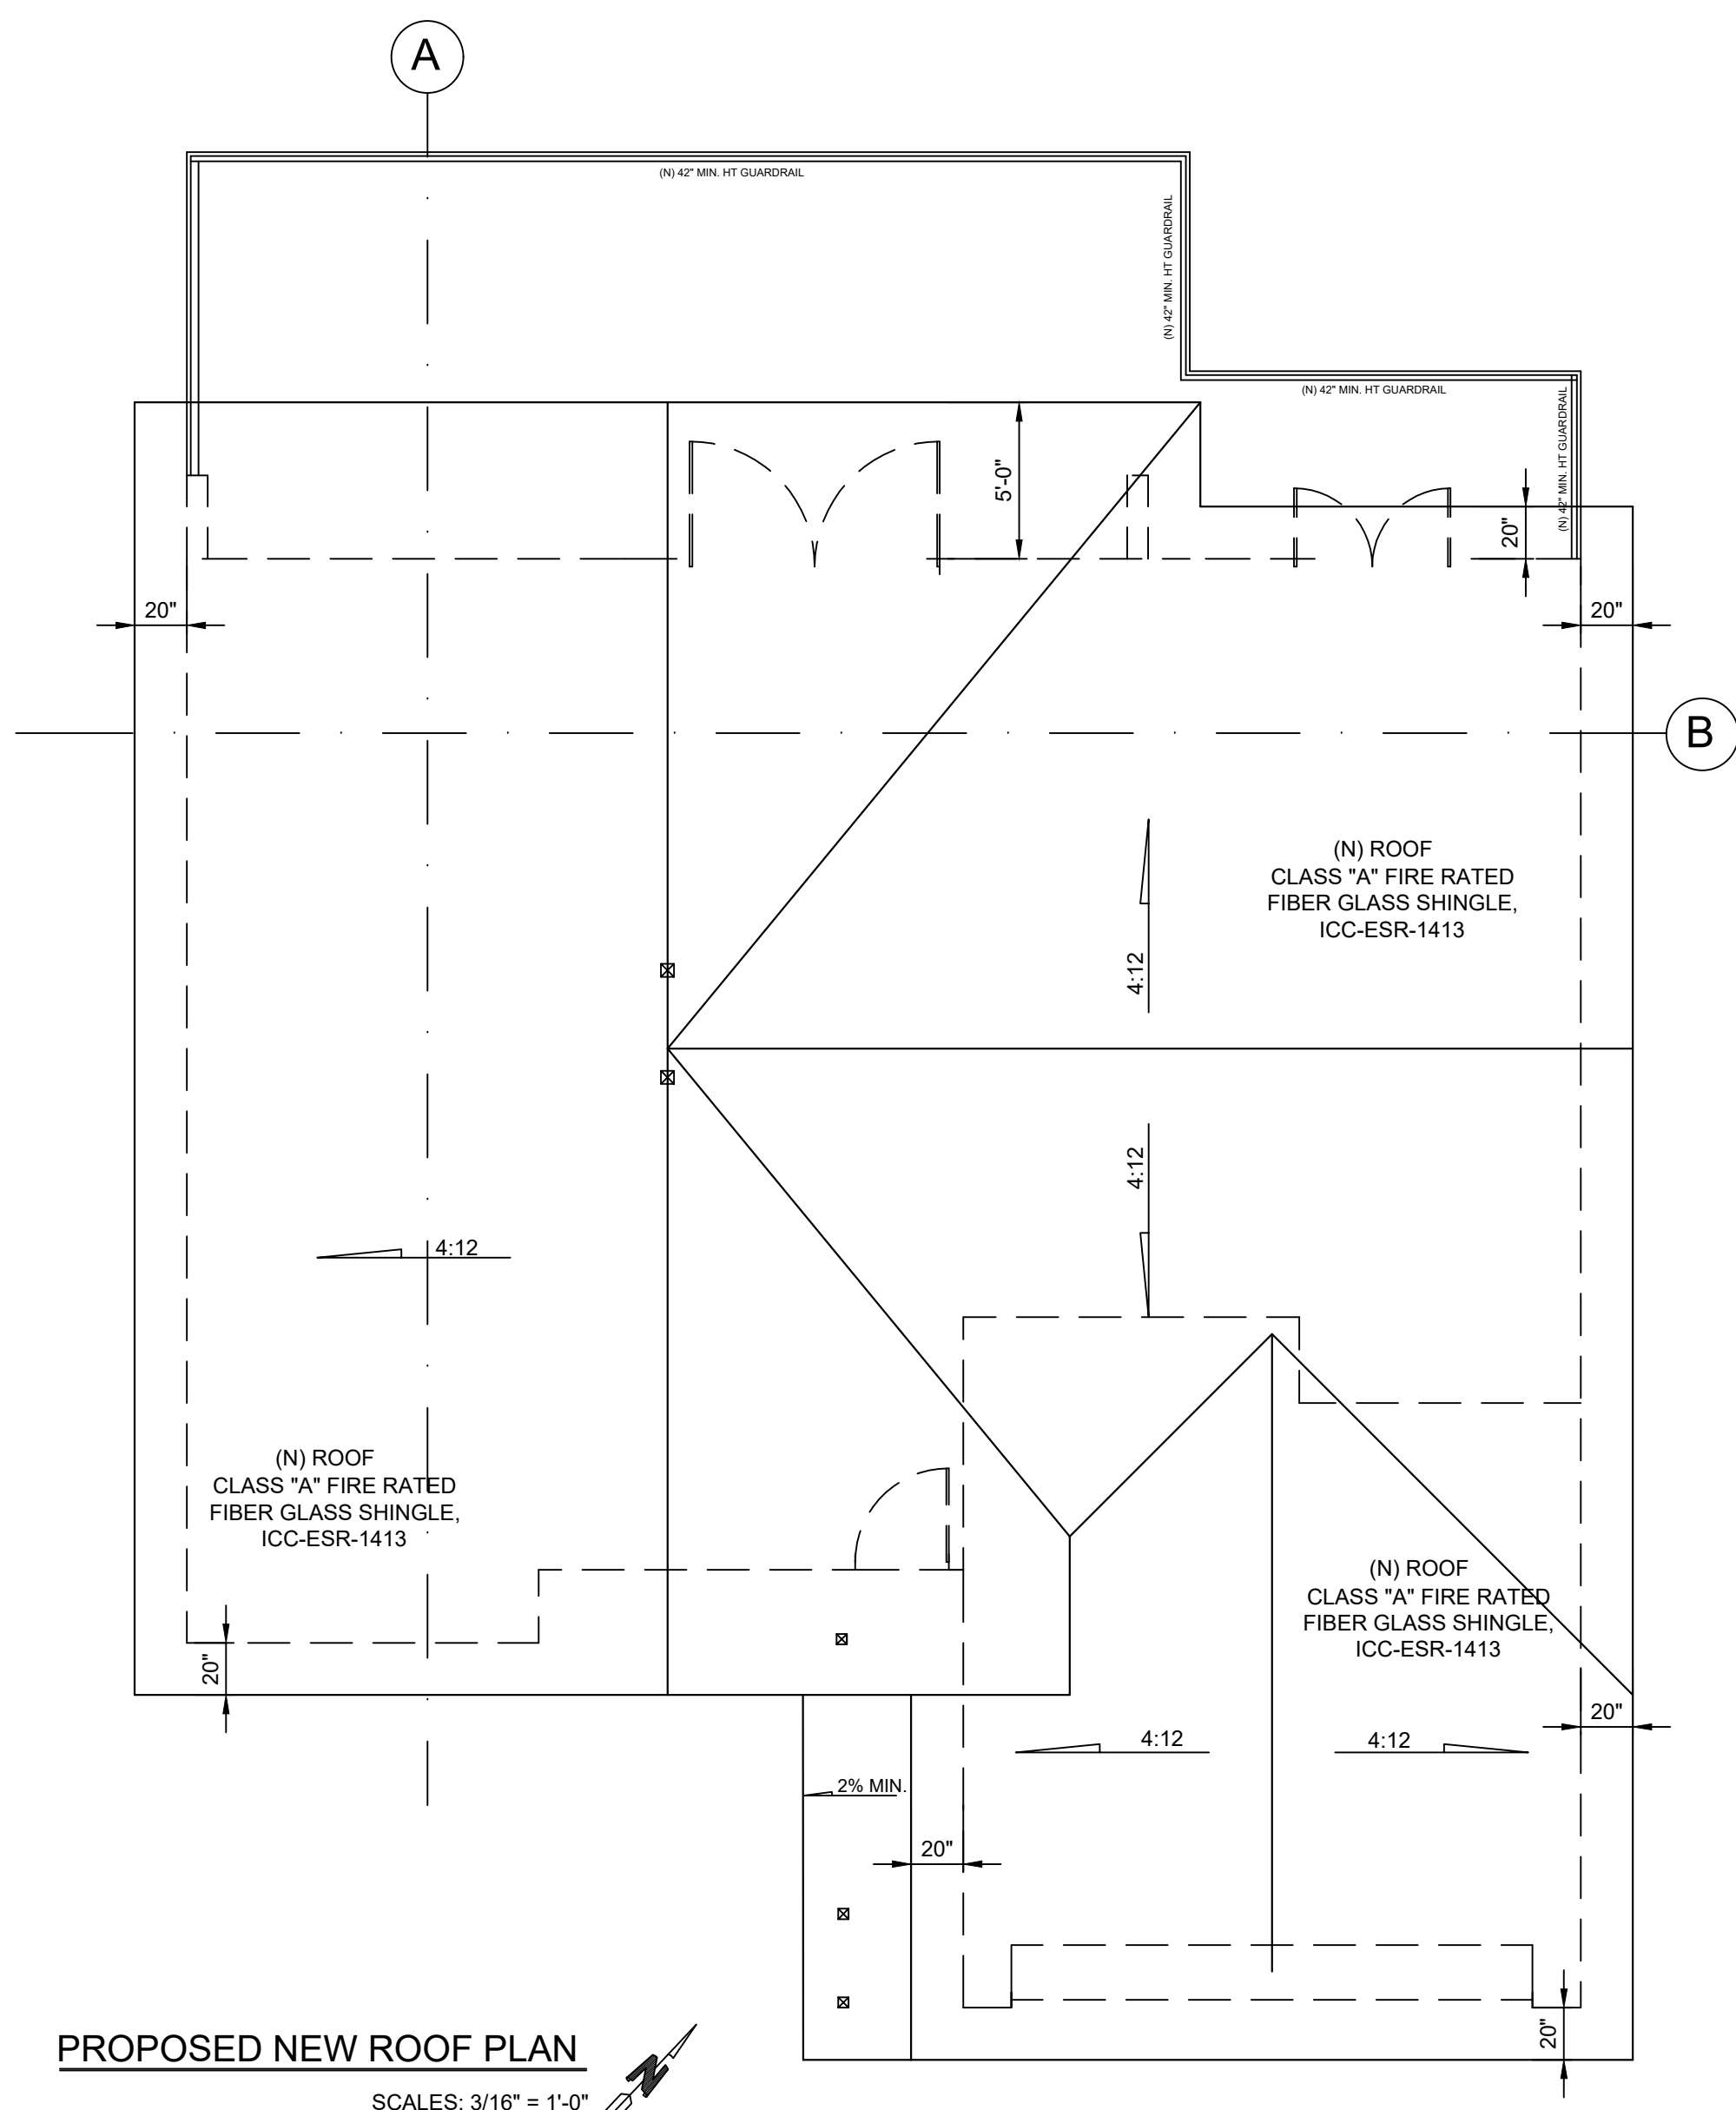 A
(N) 42" MIN. HT GUARDRAIL
(N) 42" MIN. HT GUARDRAIL
(N) 42" MIN. HT GUARDRAIL
(N) 42" MIN. HT GUARDRAIL
5'-0"
20"
20"
20"
B
(N) ROOF
CLASS "A" FIRE RATED
FIBER GLASS SHINGLE,
ICC-ESR-1413
4:12
4:12
4:12
(N) ROOF
CLASS "A" FIRE RATED
FIBER GLASS SHINGLE,
ICC-ESR-1413
(N) ROOF
CLASS "A" FIRE RATED
FIBER GLASS SHINGLE,
ICC-ESR-1413
20"
20"
4:12
4:12
2% MIN.
20"
20"
PROPOSED NEW ROOF PLAN
N
SCALES: 3/16" = 1'-0"